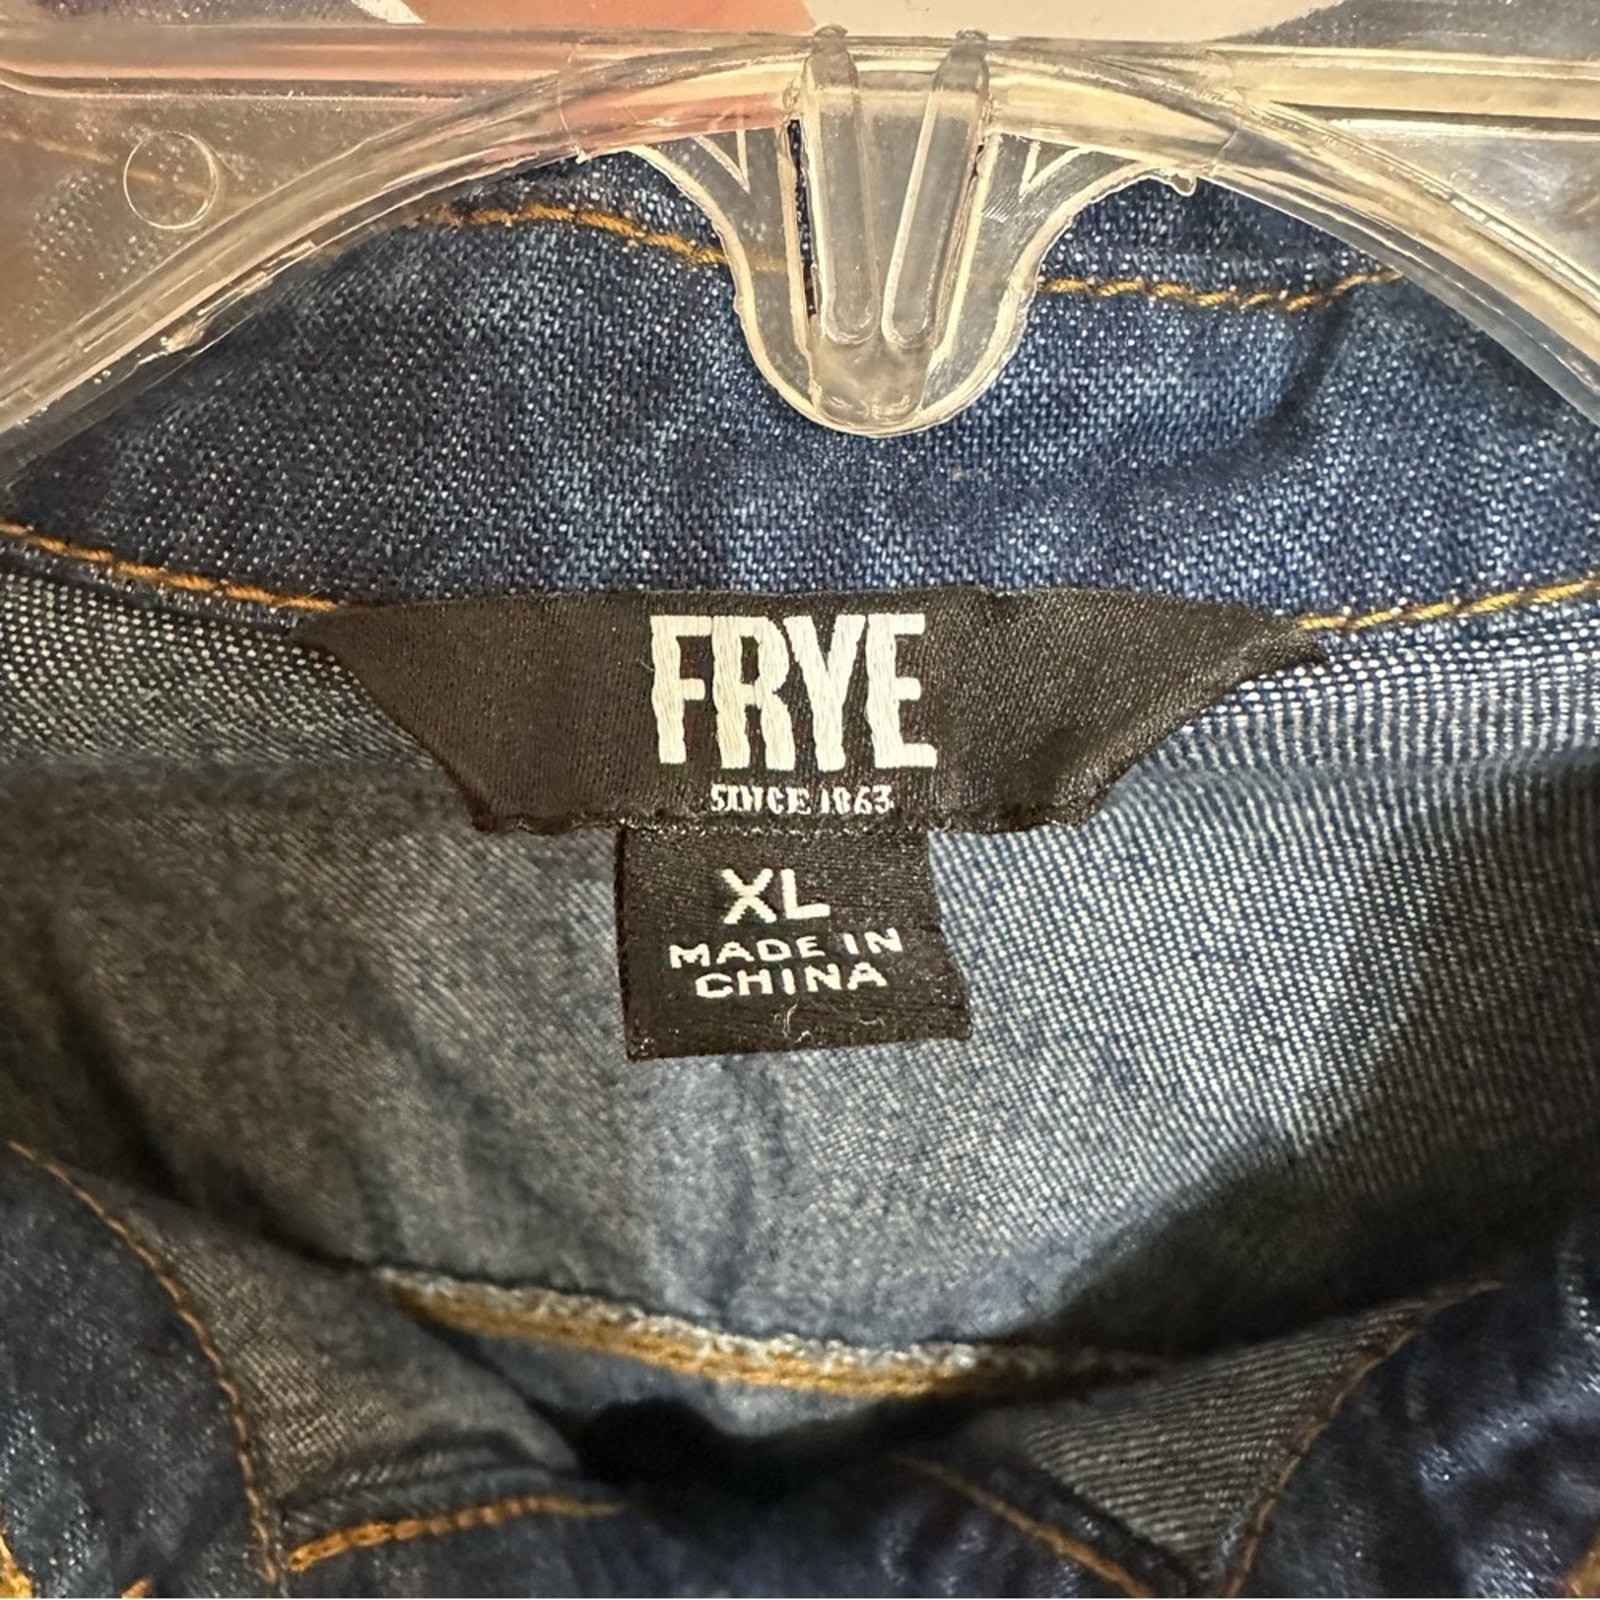 FRYE
SINCE 1863
XL
MADE IN
CHINA